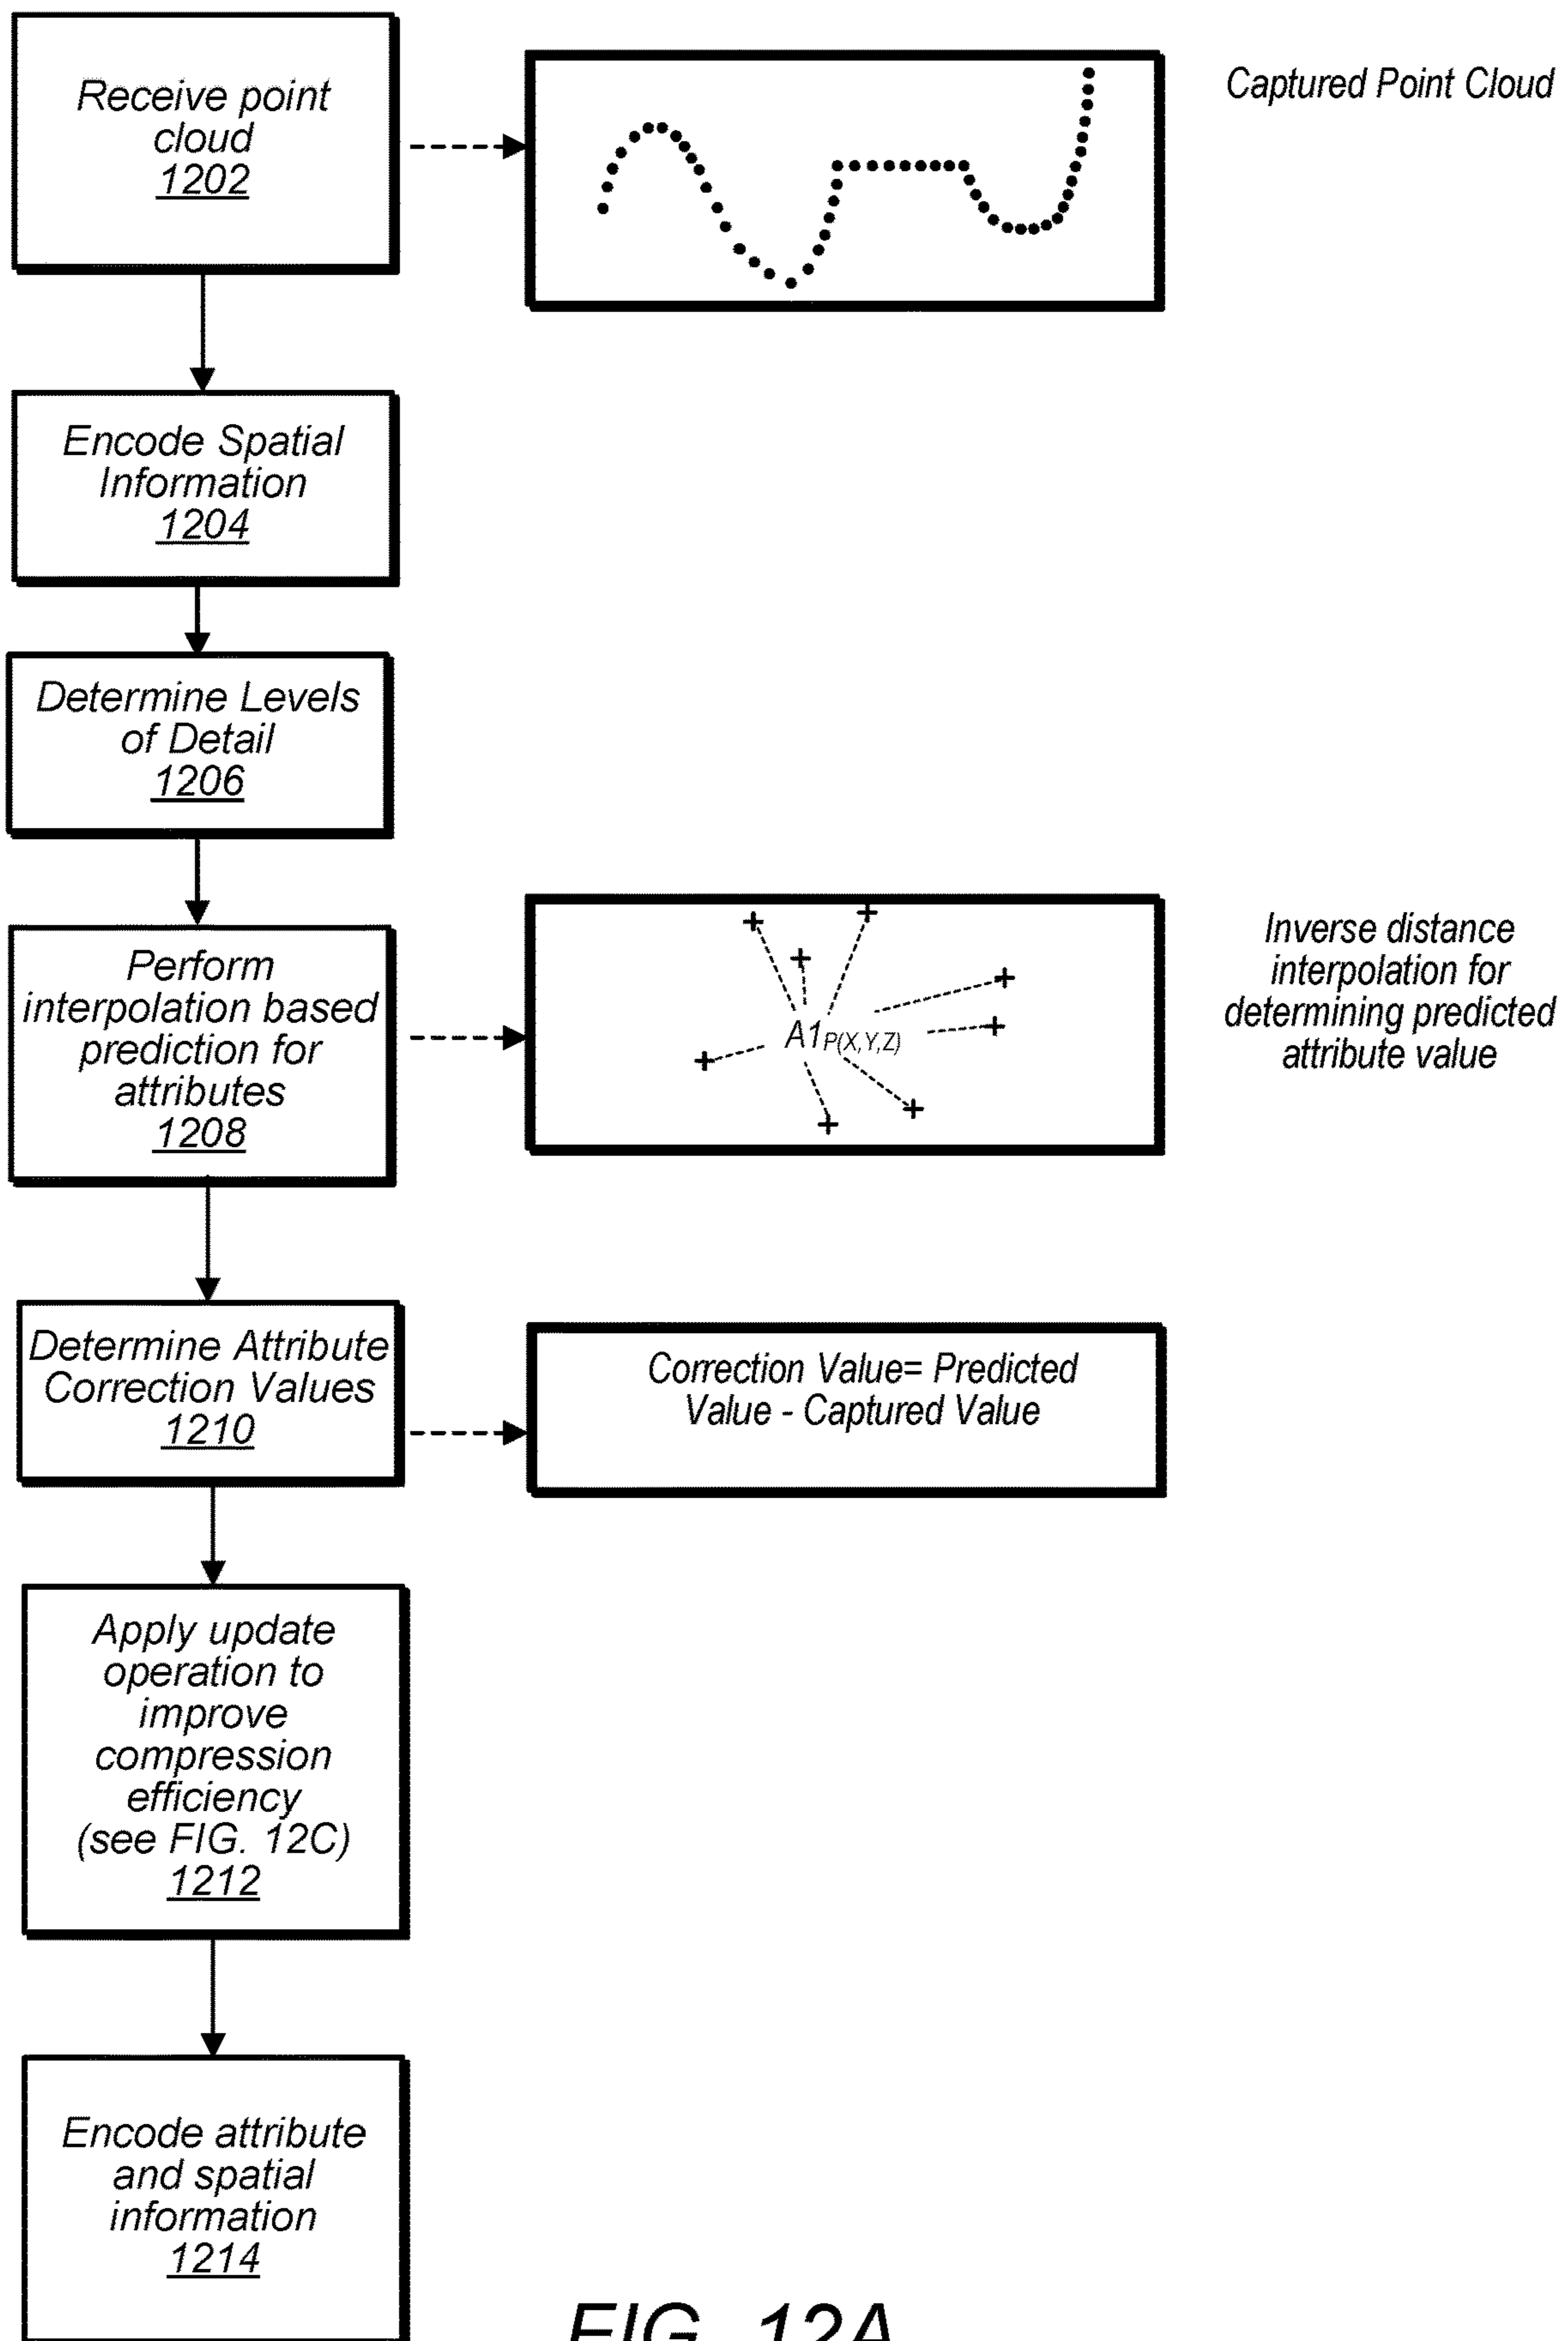 Receive point
cloud
1202
Captured Point Cloud
Encode Spatial
Information
1204
Determine Levels
of Detail
1206
Perform
interpolation based
prediction for
attributes
1208
A1P(X,Y,Z)
Inverse distance
interpolation for
determining predicted
attribute value
Determine Attribute
Correction Values
1210
Correction Value= Predicted
Value - Captured Value
Apply update
operation to
improve
compression
efficiency
(see FIG. 12C)
1212
Encode attribute
and spatial
information
1214
FIG. 12A